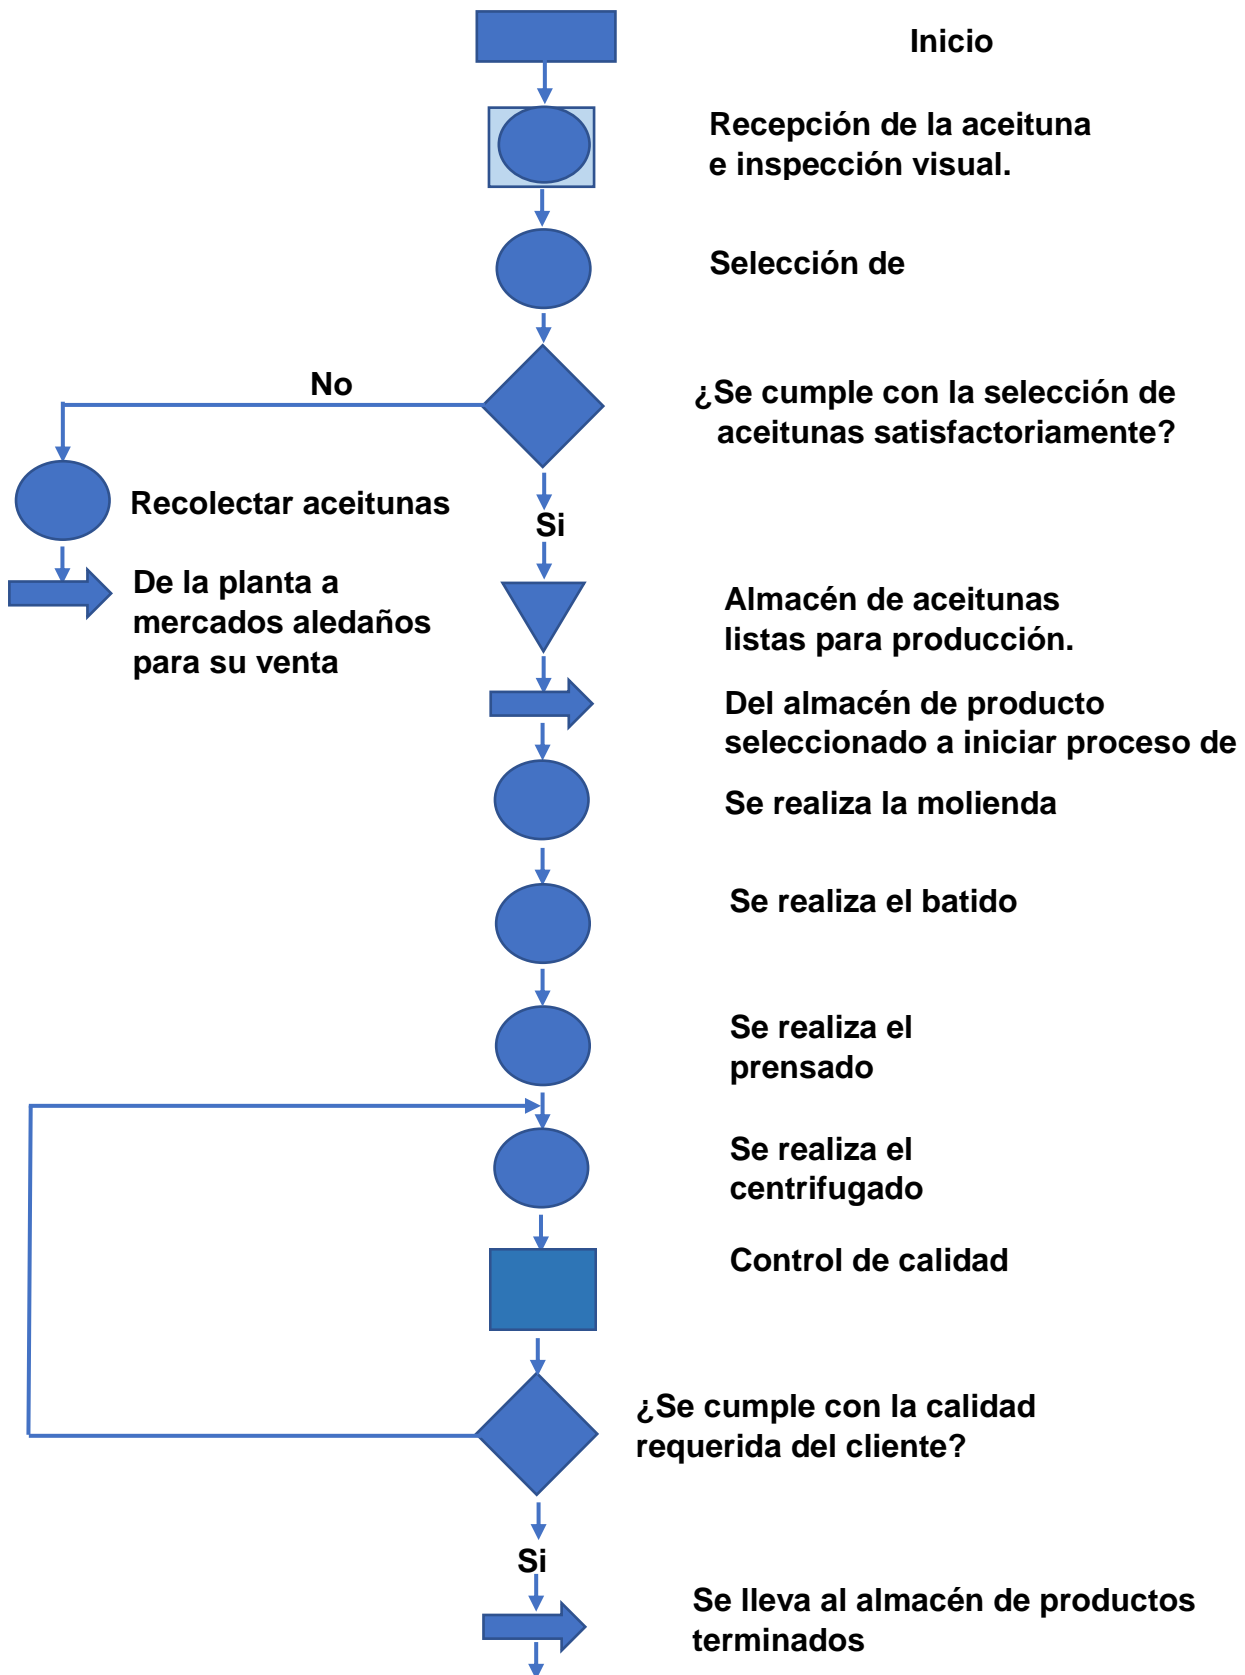 Inicio
Recepción de la aceituna
e inspección visual.
Selección de
No
¿Se cumple con la selección de
aceitunas satisfactoriamente?
Recolectar aceitunas
Si
De la planta a
mercados aledaños
para su venta
Almacén de aceitunas
listas para producción.
Del almacén de producto
seleccionado a iniciar proceso de
Se realiza la molienda
Se realiza el batido
Se realiza el
prensado
Se realiza el
centrifugado
Control de calidad
¿Se cumple con la calidad
requerida del cliente?
Si
Se lleva al almacén de productos
terminados